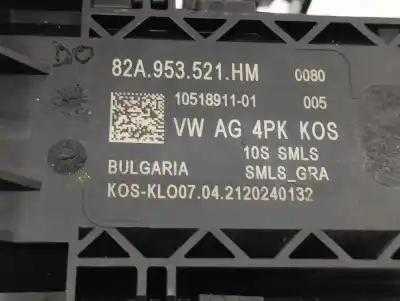 DO
82A.953.521.HM 0080
10518911-01 005
VW AG 4PK KOS
10S SMLS
BULGARIA SMLS_GRA
KOS-KLO07.04.2120240132